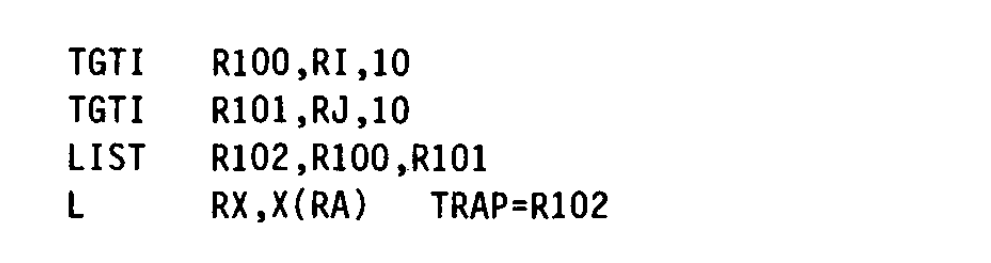 TGTI R100,RI,10
TGTI R101,RJ,10
LIST R102,R100,R101
L RX,X(RA) TRAP=R102